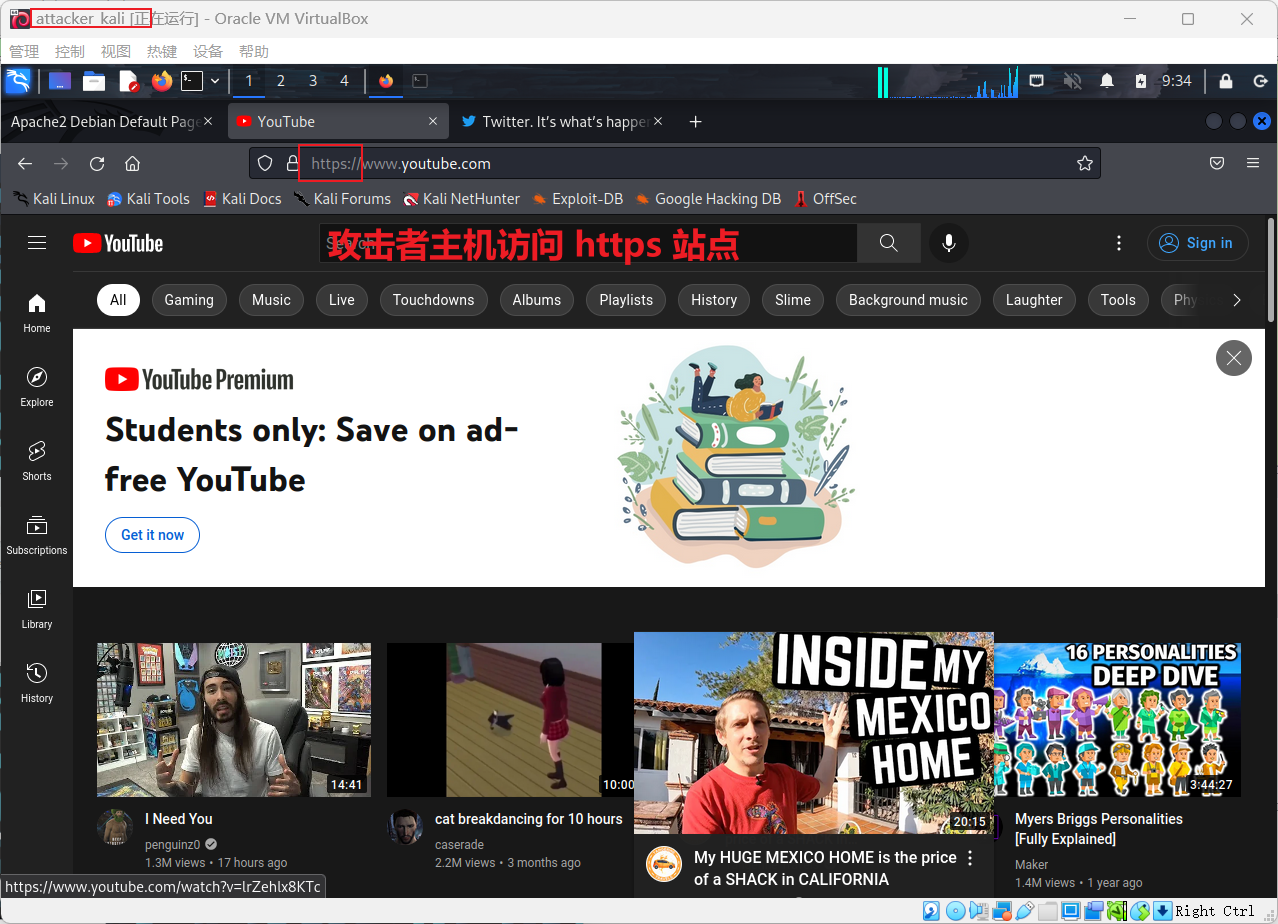 attacker_kali [正在运行] - Oracle VM VirtualBox
管理 控制 视图 热键 设备 帮助
1 2 3 4 9:34
Apache2 Debian Default Page YouTube Twitter. It's what's happen
https://www.youtube.com
Kali Linux Kali Tools Kali Docs Kali Forums Kali NetHunter Exploit-DB Google Hacking DB OffSec
YouTube Search Sign in
攻击者主机访问 https 站点
All Gaming Music Live Touchdowns Albums Playlists History Slime Background music Laughter Tools Phy
Home
Explore
Shorts
Subscriptions
Library
History
YouTube Premium
Students only: Save on ad-
free YouTube
Get it now
14:41
I Need You
penguinz0
1.3M views • 17 hours ago
10:00
cat breakdancing for 10 hours
caserade
2.2M views • 3 months ago
INSIDE MY
MEXICO
HOME
20:15
My HUGE MEXICO HOME is the price
of a SHACK in CALIFORNIA
16 PERSONALITIES
DEEP DIVE
3:44:27
Myers Briggs Personalities
[Fully Explained]
Maker
1.4M views • 1 year ago
https://www.youtube.com/watch?v=lrZehlx8KTc
Right Ctrl